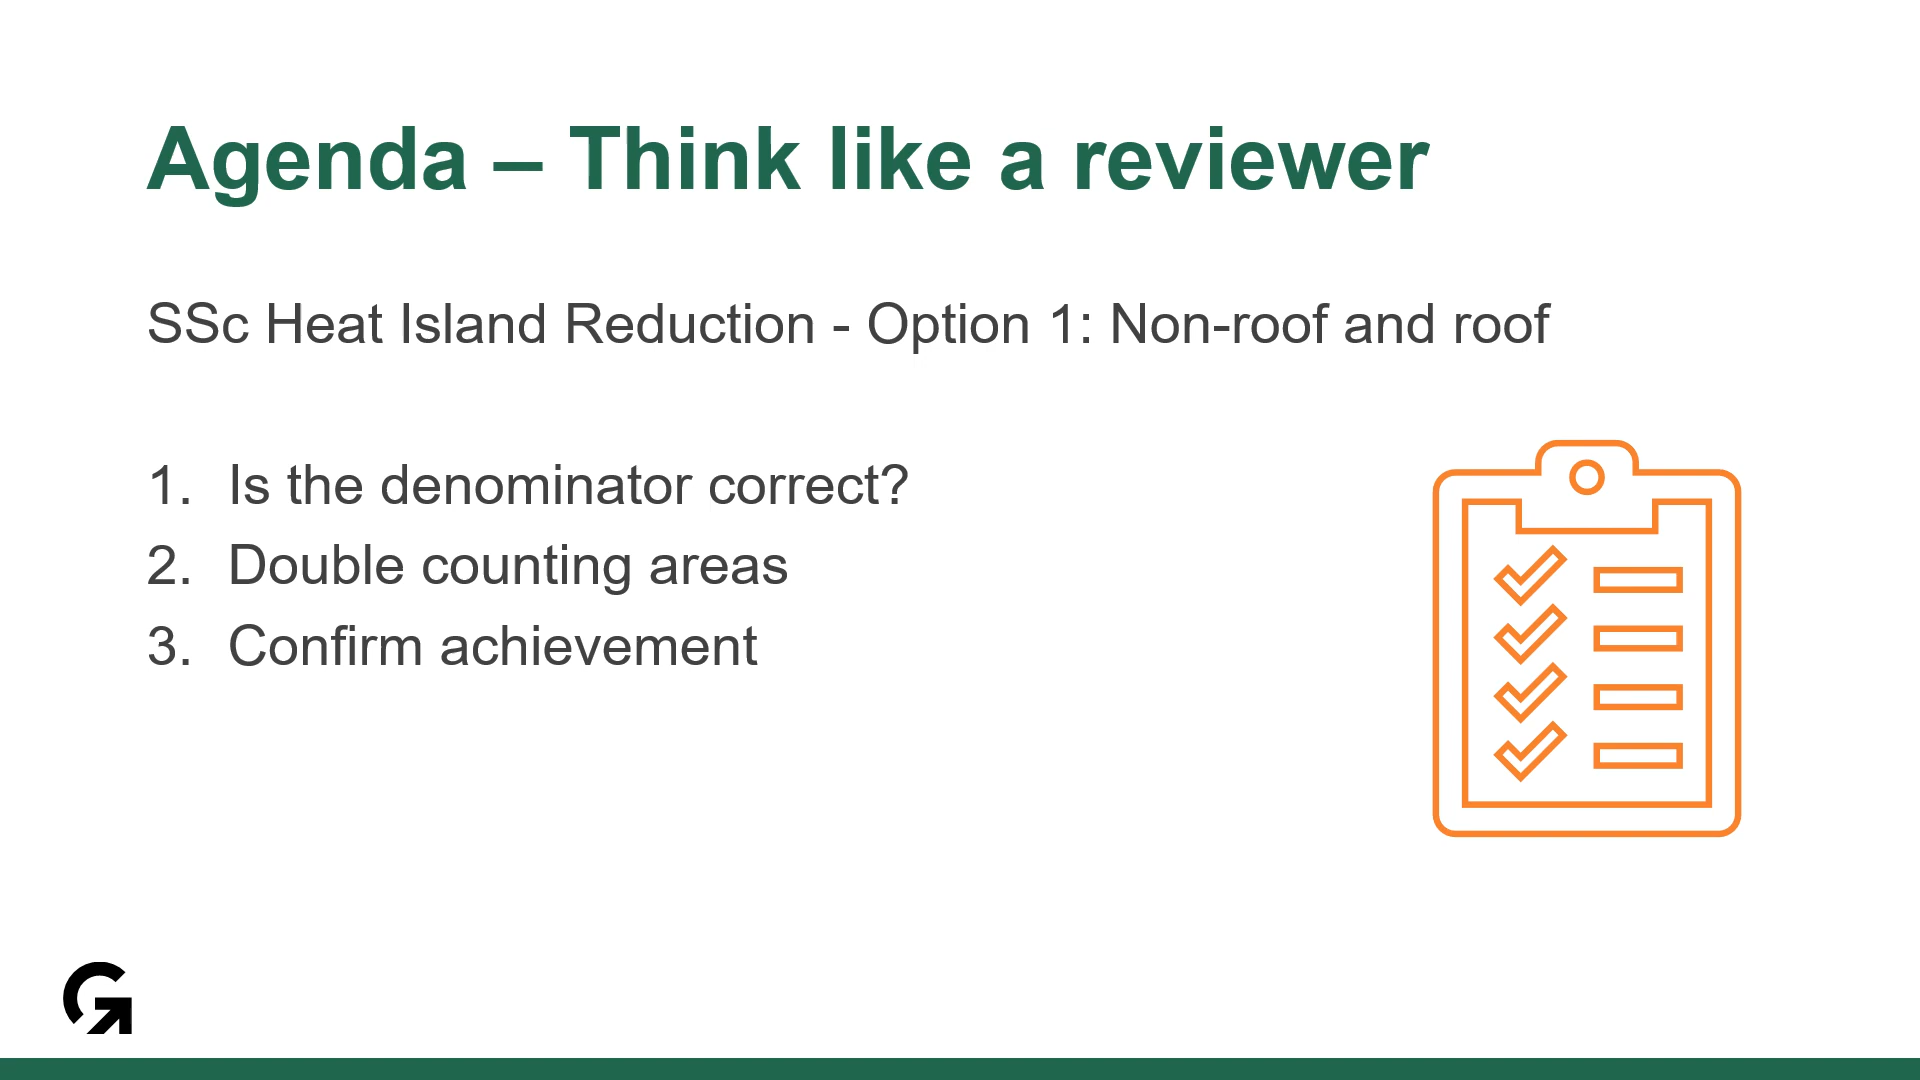 Agenda – Think like a reviewer
SSc Heat Island Reduction - Option 1: Non-roof and roof
1. Is the denominator correct?
2. Double counting areas
3. Confirm achievement